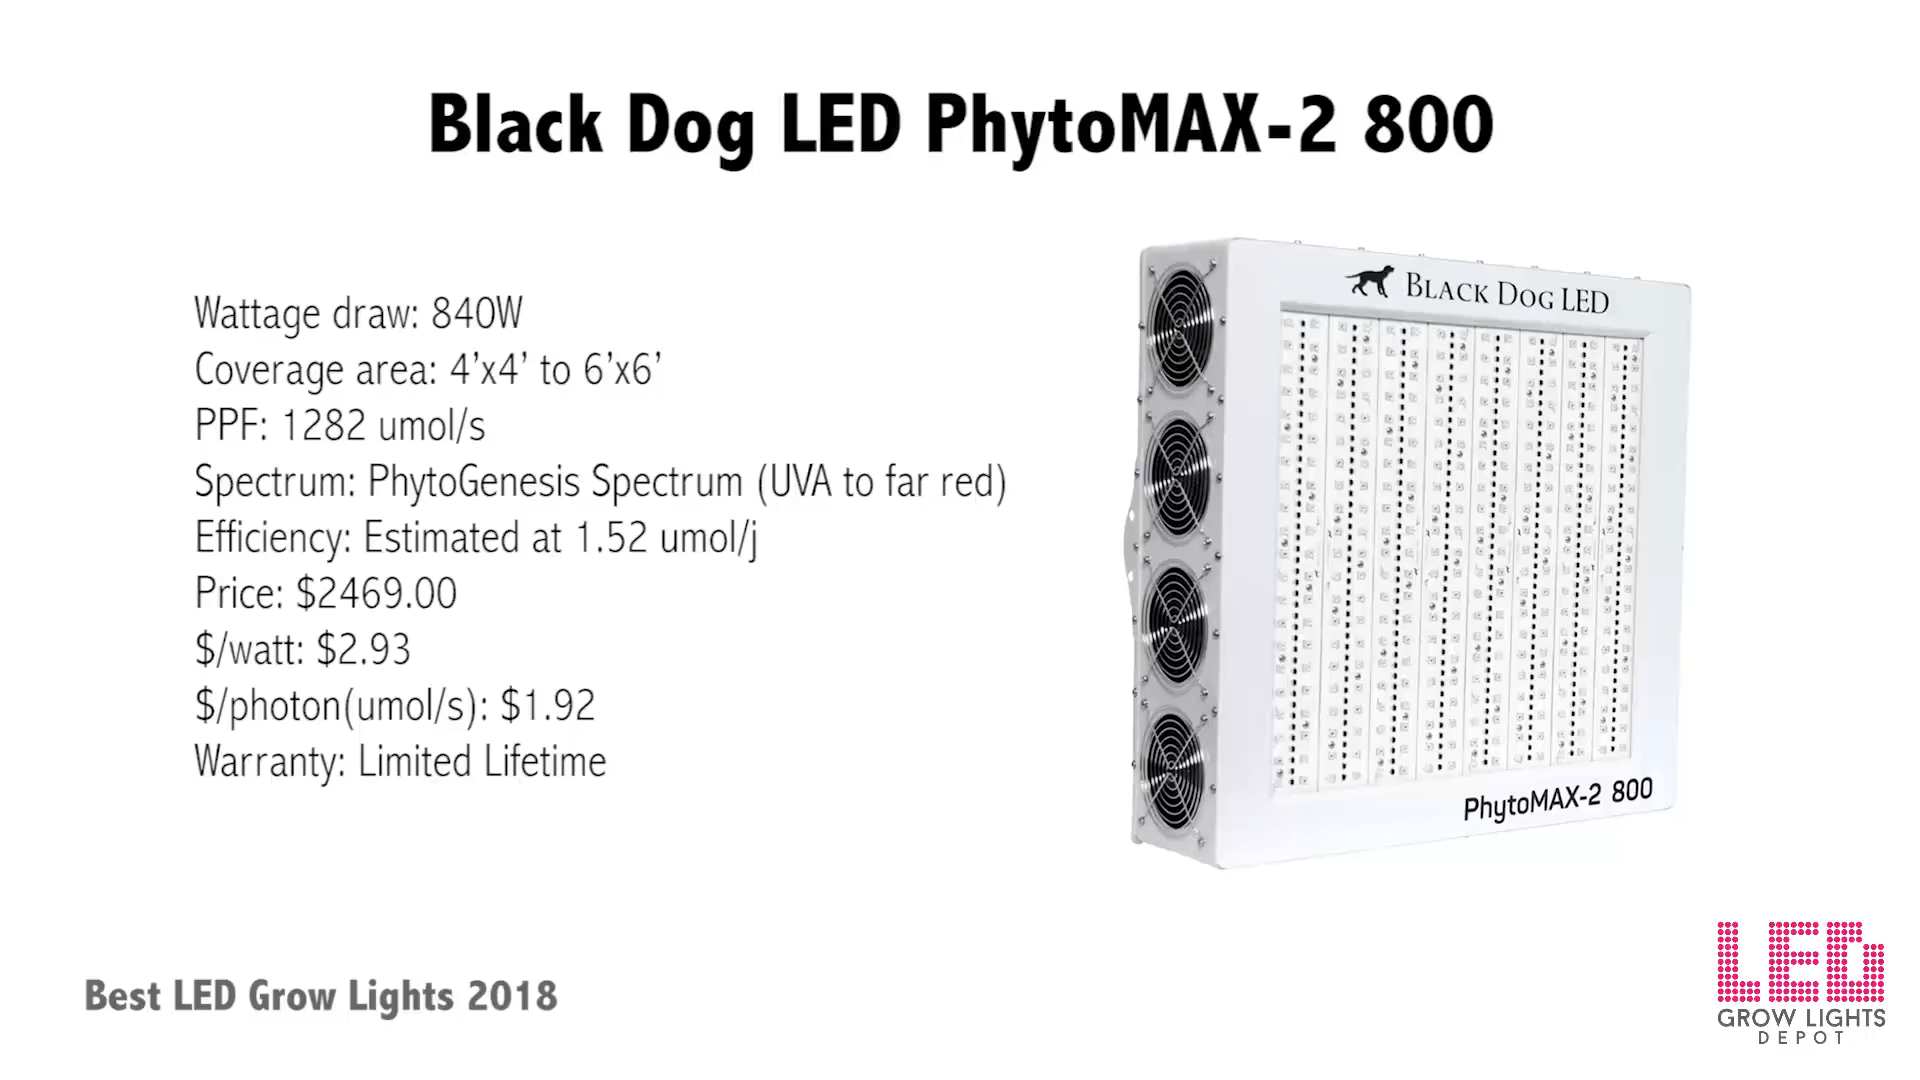 Black Dog LED PhytoMAX-2 800
Wattage draw: 840W
Coverage area: 4’x4’ to 6’x6’
PPF: 1282 umol/s
Spectrum: PhytoGenesis Spectrum (UVA to far red)
Efficiency: Estimated at 1.52 umol/j
Price: $2469.00
$/watt: $2.93
$/photon(umol/s): $1.92
Warranty: Limited Lifetime
BLACK DOG LED
PhytoMAX-2 800
Best LED Grow Lights 2018
LED
GROW LIGHTS
DEPOT